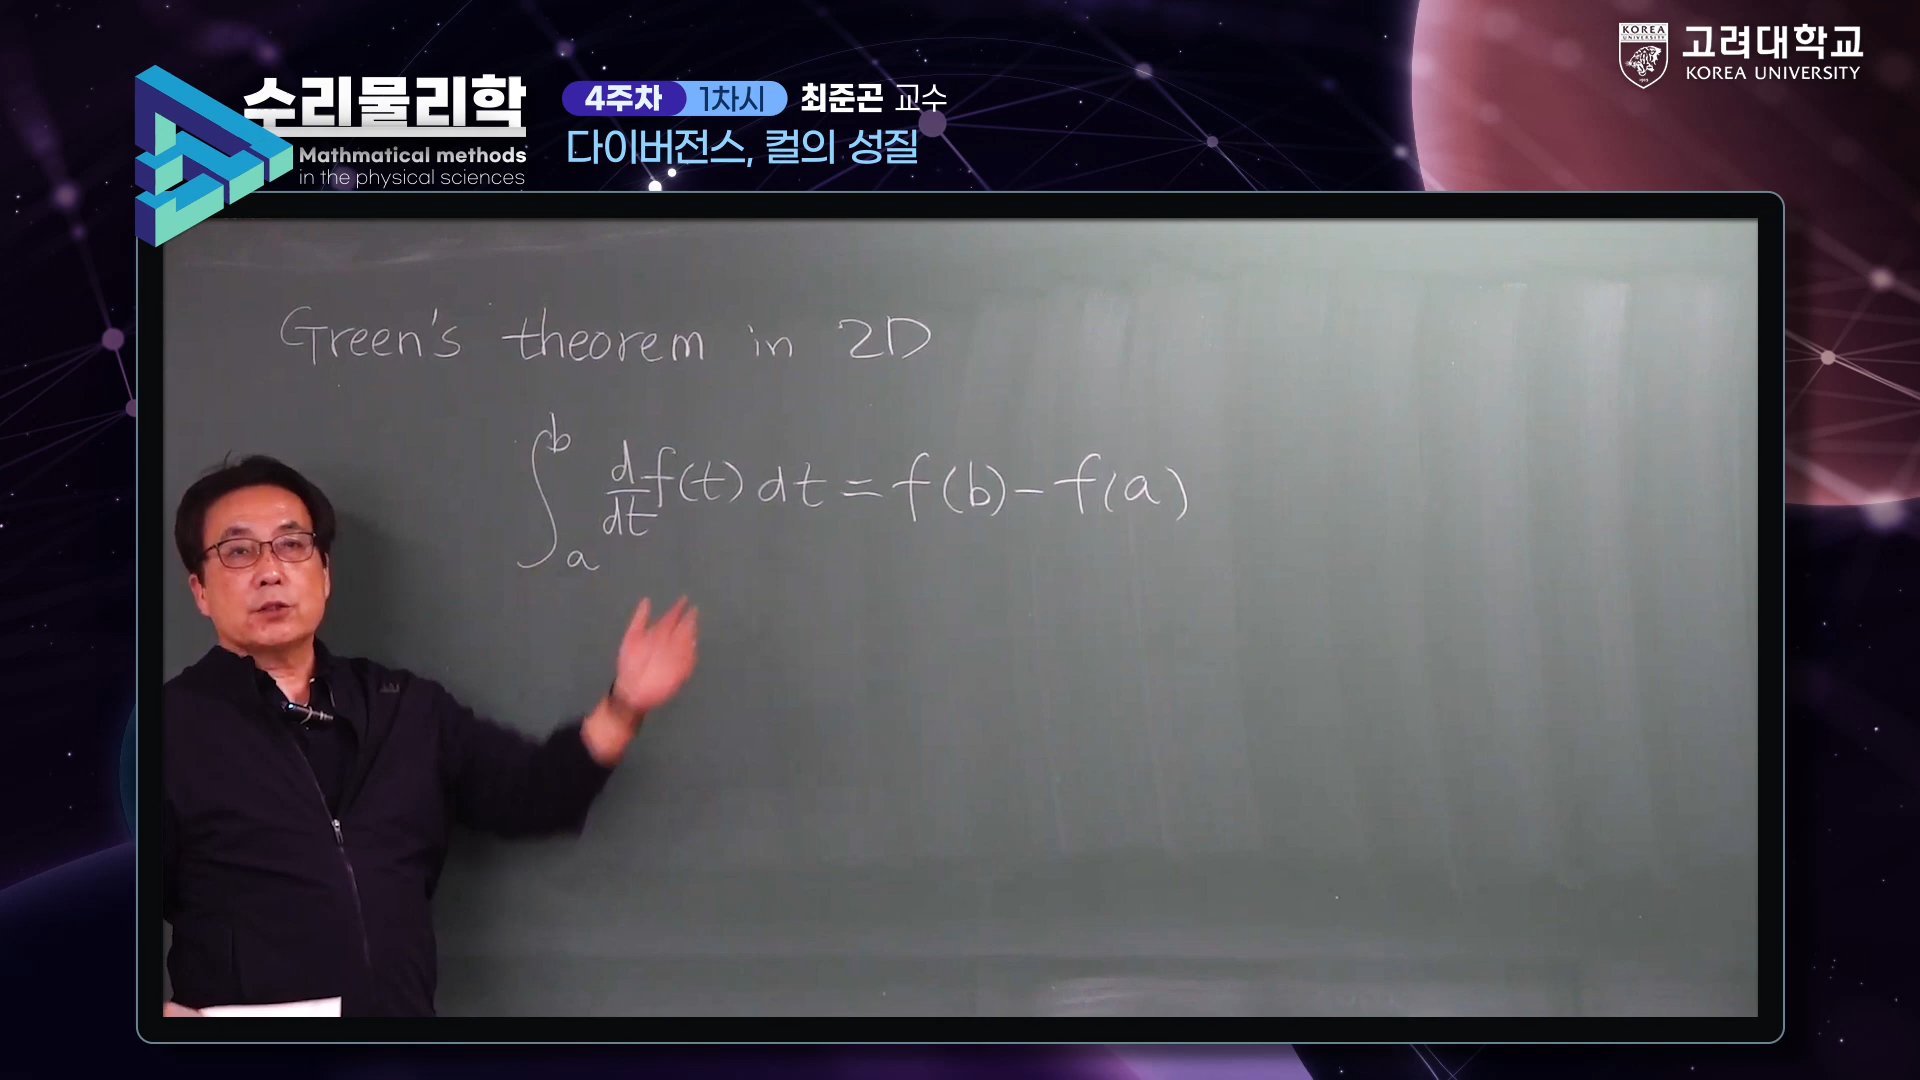 수리물리학
Mathmatical methods
in the physical sciences
4주차 1차시 최준곤 교수
다이버전스, 컬의 성질
KOREA UNIVERSITY
1905
고려대학교
KOREA UNIVERSITY
Green's theorem in 2D
∫_a^b d/dt f(t) dt = f(b) - f(a)